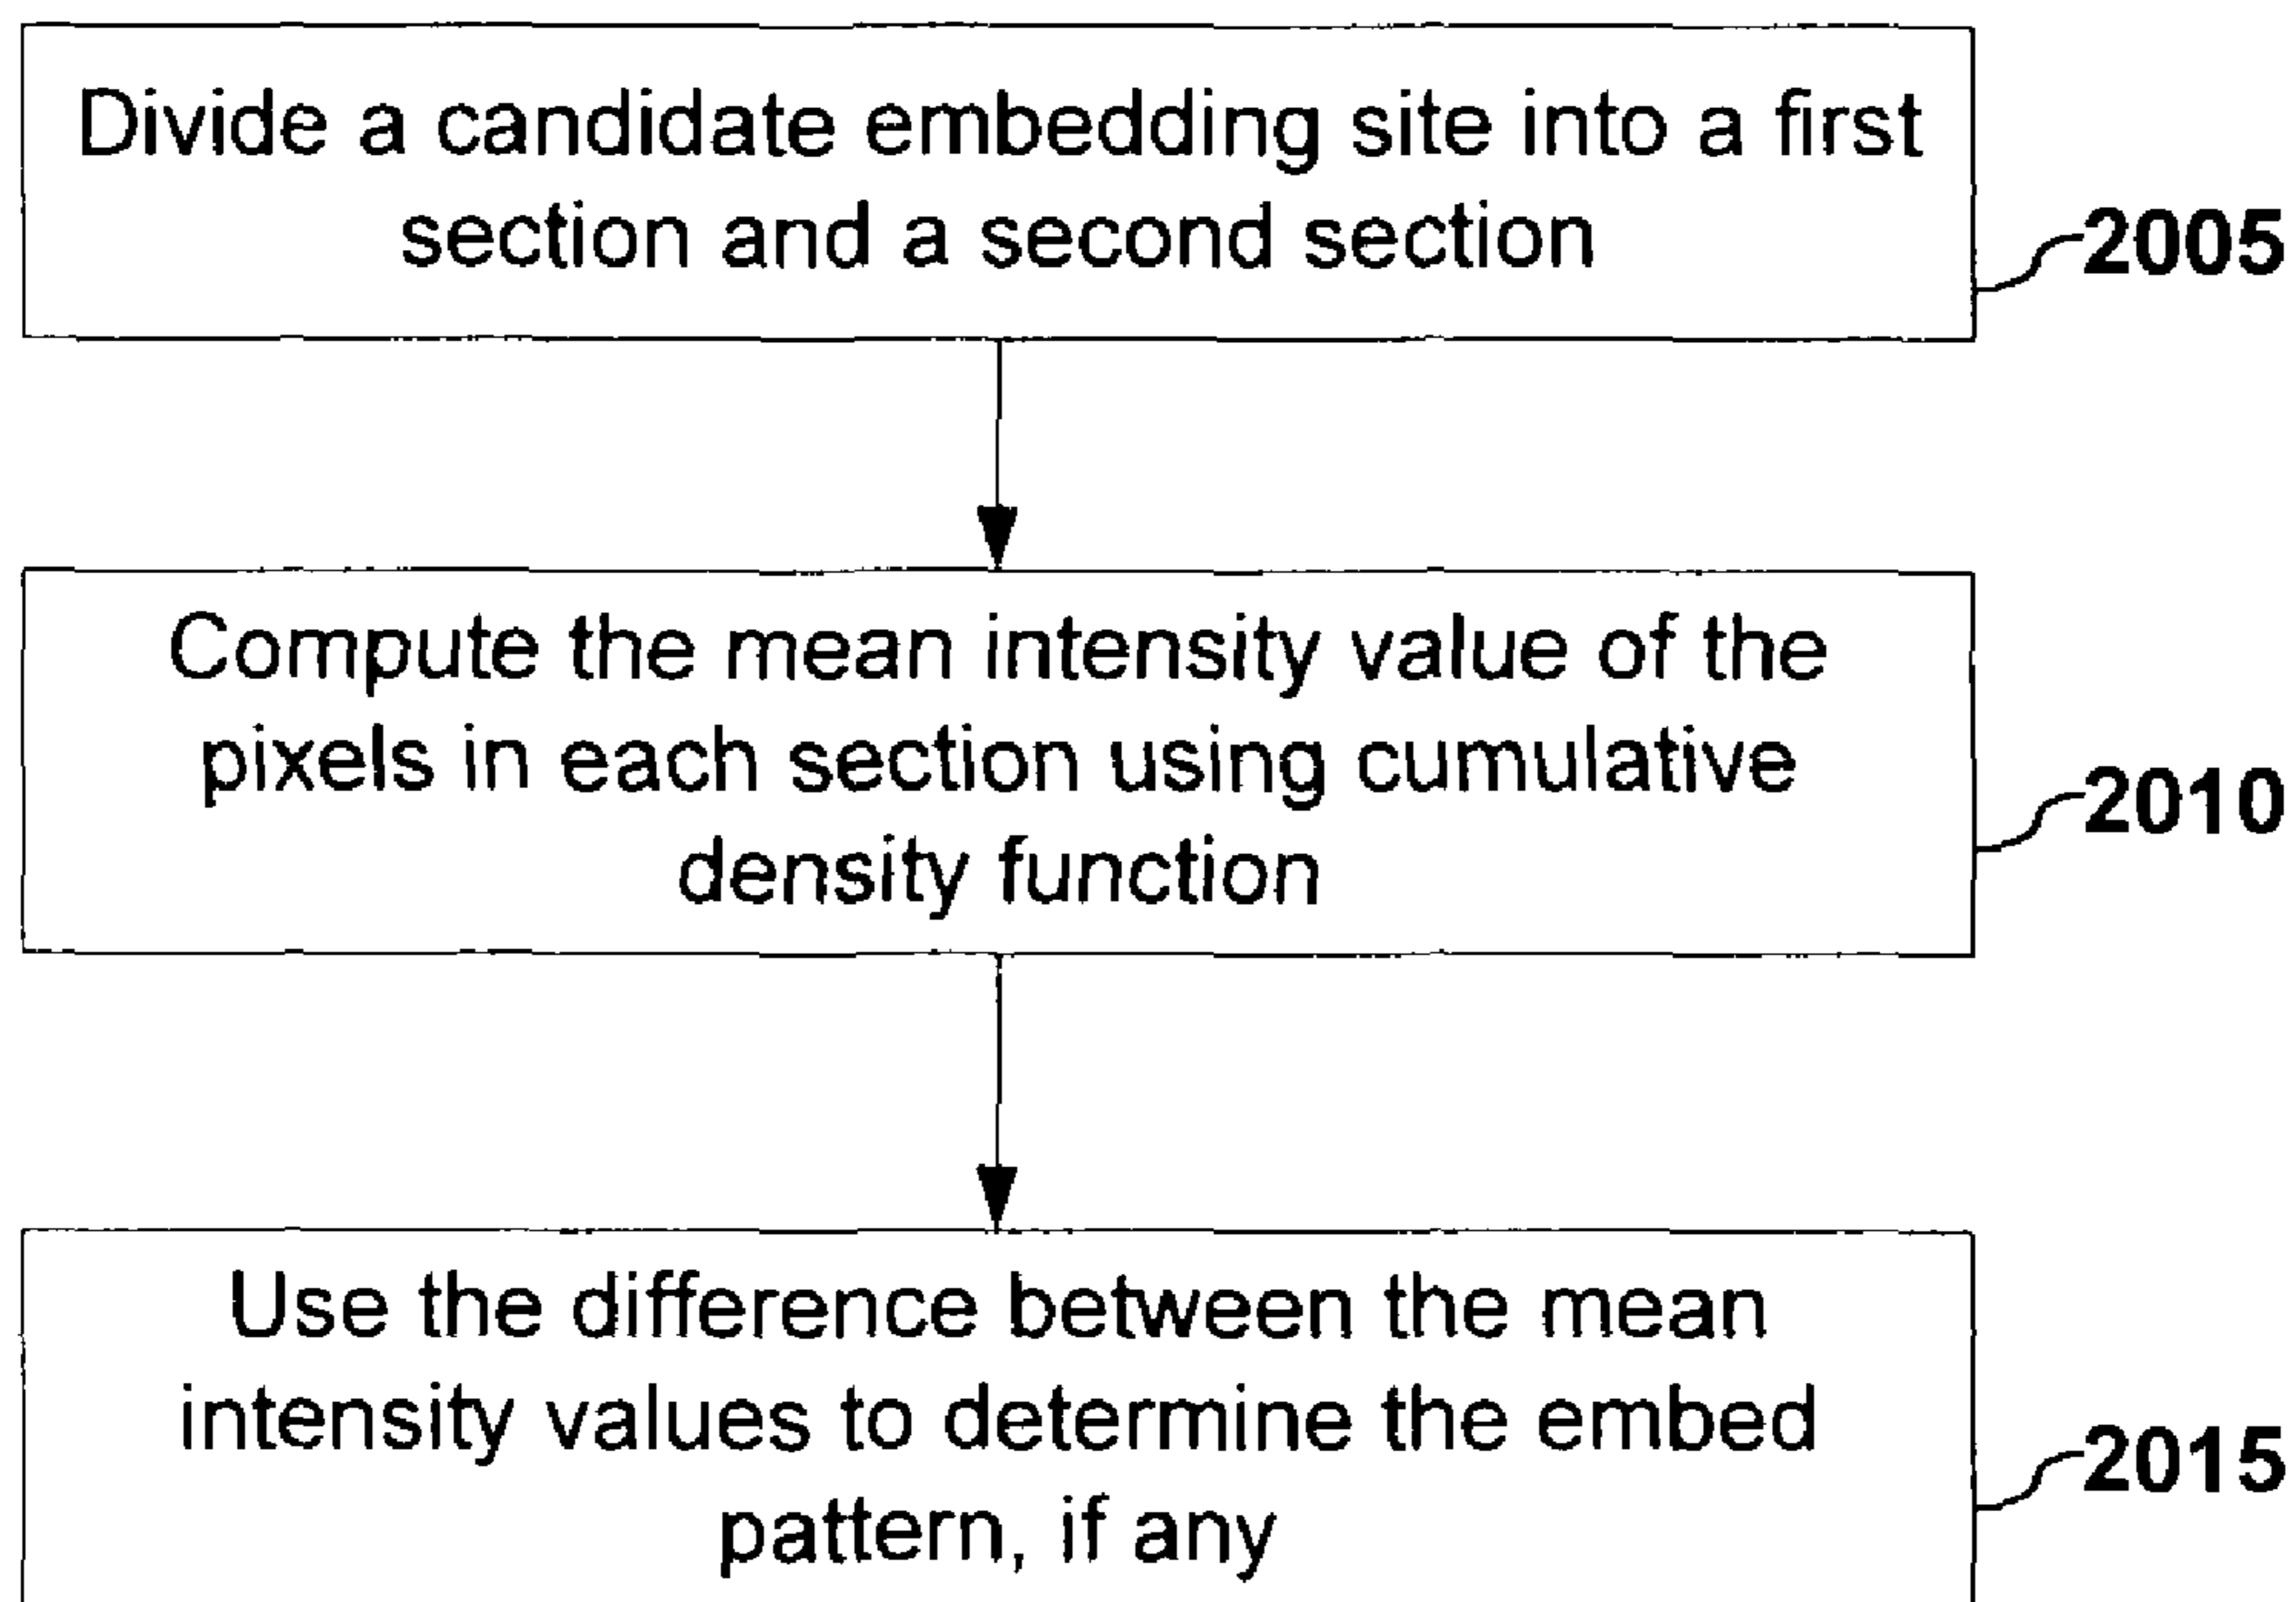 Divide a candidate embedding site into a first
section and a second section
2005
Compute the mean intensity value of the
pixels in each section using cumulative
density function
2010
Use the difference between the mean
intensity values to determine the embed
pattern, if any
2015